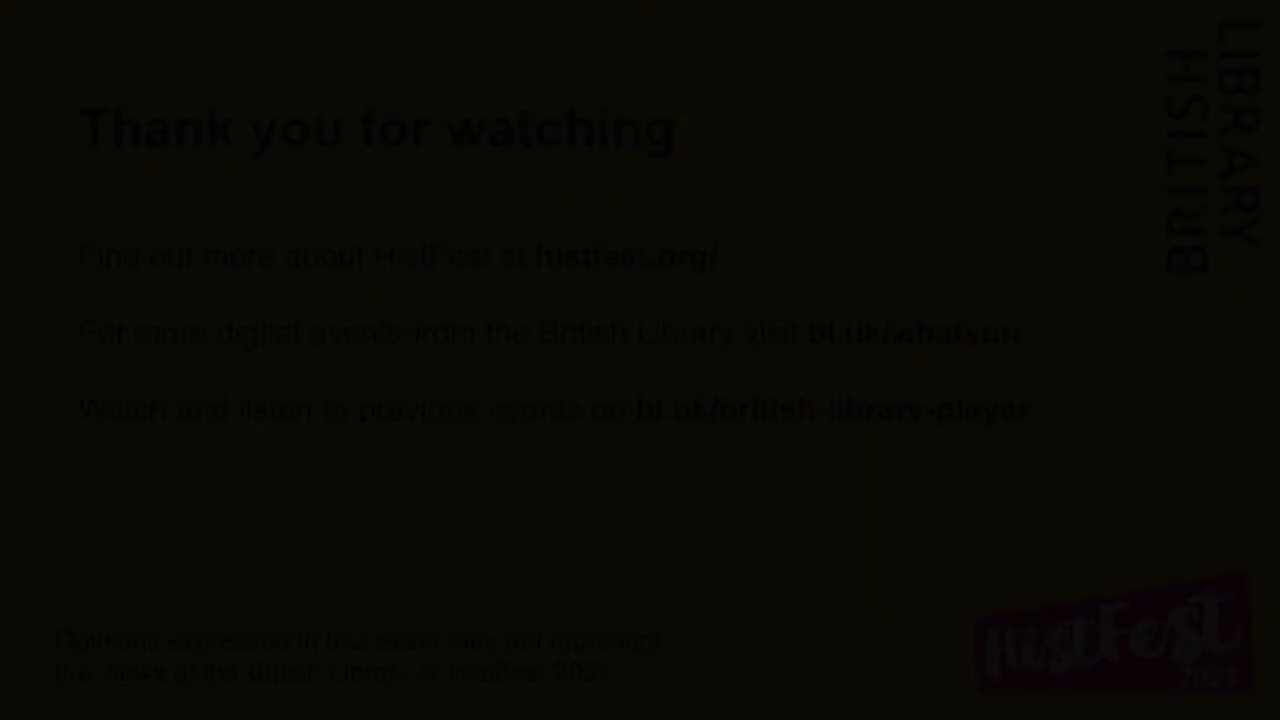 Thank you for watching
Find out more about HistFest at histfest.org/
For more digital events from the British Library visit bl.uk/whatson
Watch and listen to previous events on bl.uk/british-library-player
Opinions expressed in this event may not represent
the views of the British Library or HistFest 2021
BRITISH
LIBRARY
HistFest
2021